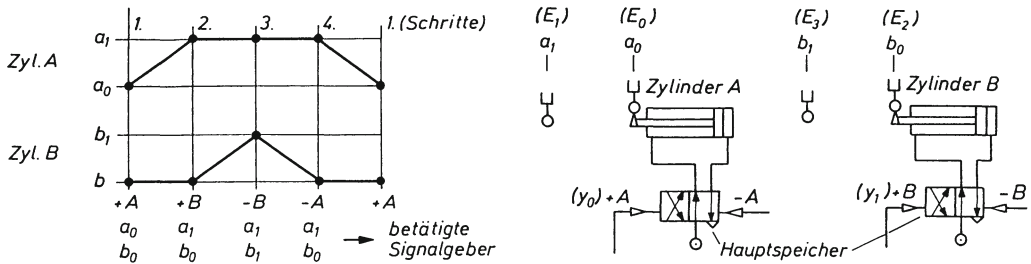 1. 2. 3. 4. 1. (Schritte)
Zyl. A
a1
a0
Zyl. B
b1
b
+A +B -B -A +A
a0 a1 a1 a1
b0 b0 b1 b0
betätigte
Signalgeber
(E1) (E0) (E3) (E2)
a1 a0 b1 b0
Zylinder A
Zylinder B
(y0) +A
-A
(y1) +B
-B
Hauptspeicher